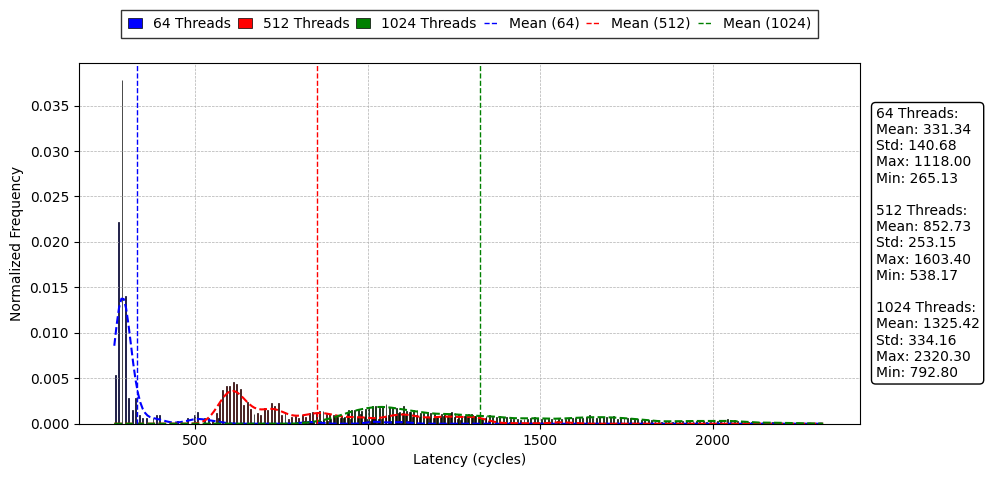 64 Threads 512 Threads 1024 Threads Mean (64) Mean (512) Mean (1024)
0.035
0.030
0.025
0.020
0.015
0.010
0.005
0.000
Normalized Frequency
500 1000 1500 2000
Latency (cycles)
64 Threads:
Mean: 331.34
Std: 140.68
Max: 1118.00
Min: 265.13
512 Threads:
Mean: 852.73
Std: 253.15
Max: 1603.40
Min: 538.17
1024 Threads:
Mean: 1325.42
Std: 334.16
Max: 2320.30
Min: 792.80